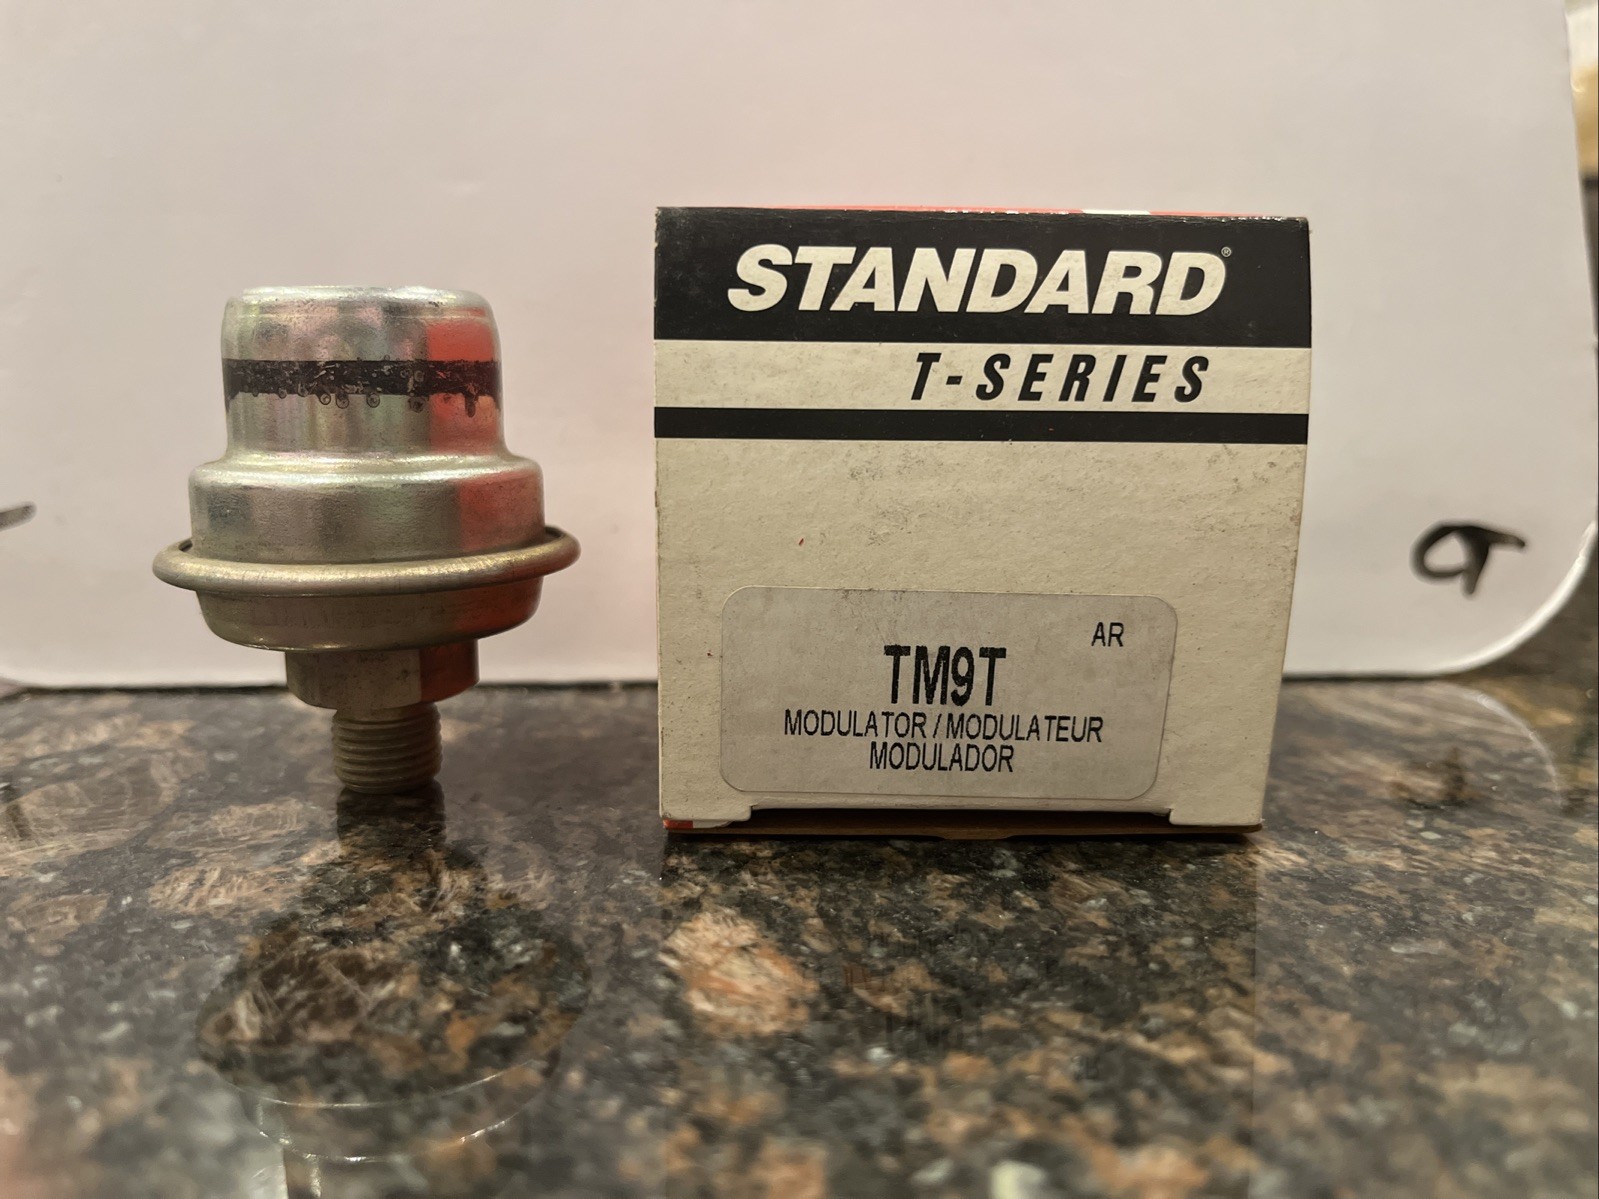 STANDARD®
T-SERIES
AR
TM9T
MODULATOR / MODULATEUR
MODULADOR